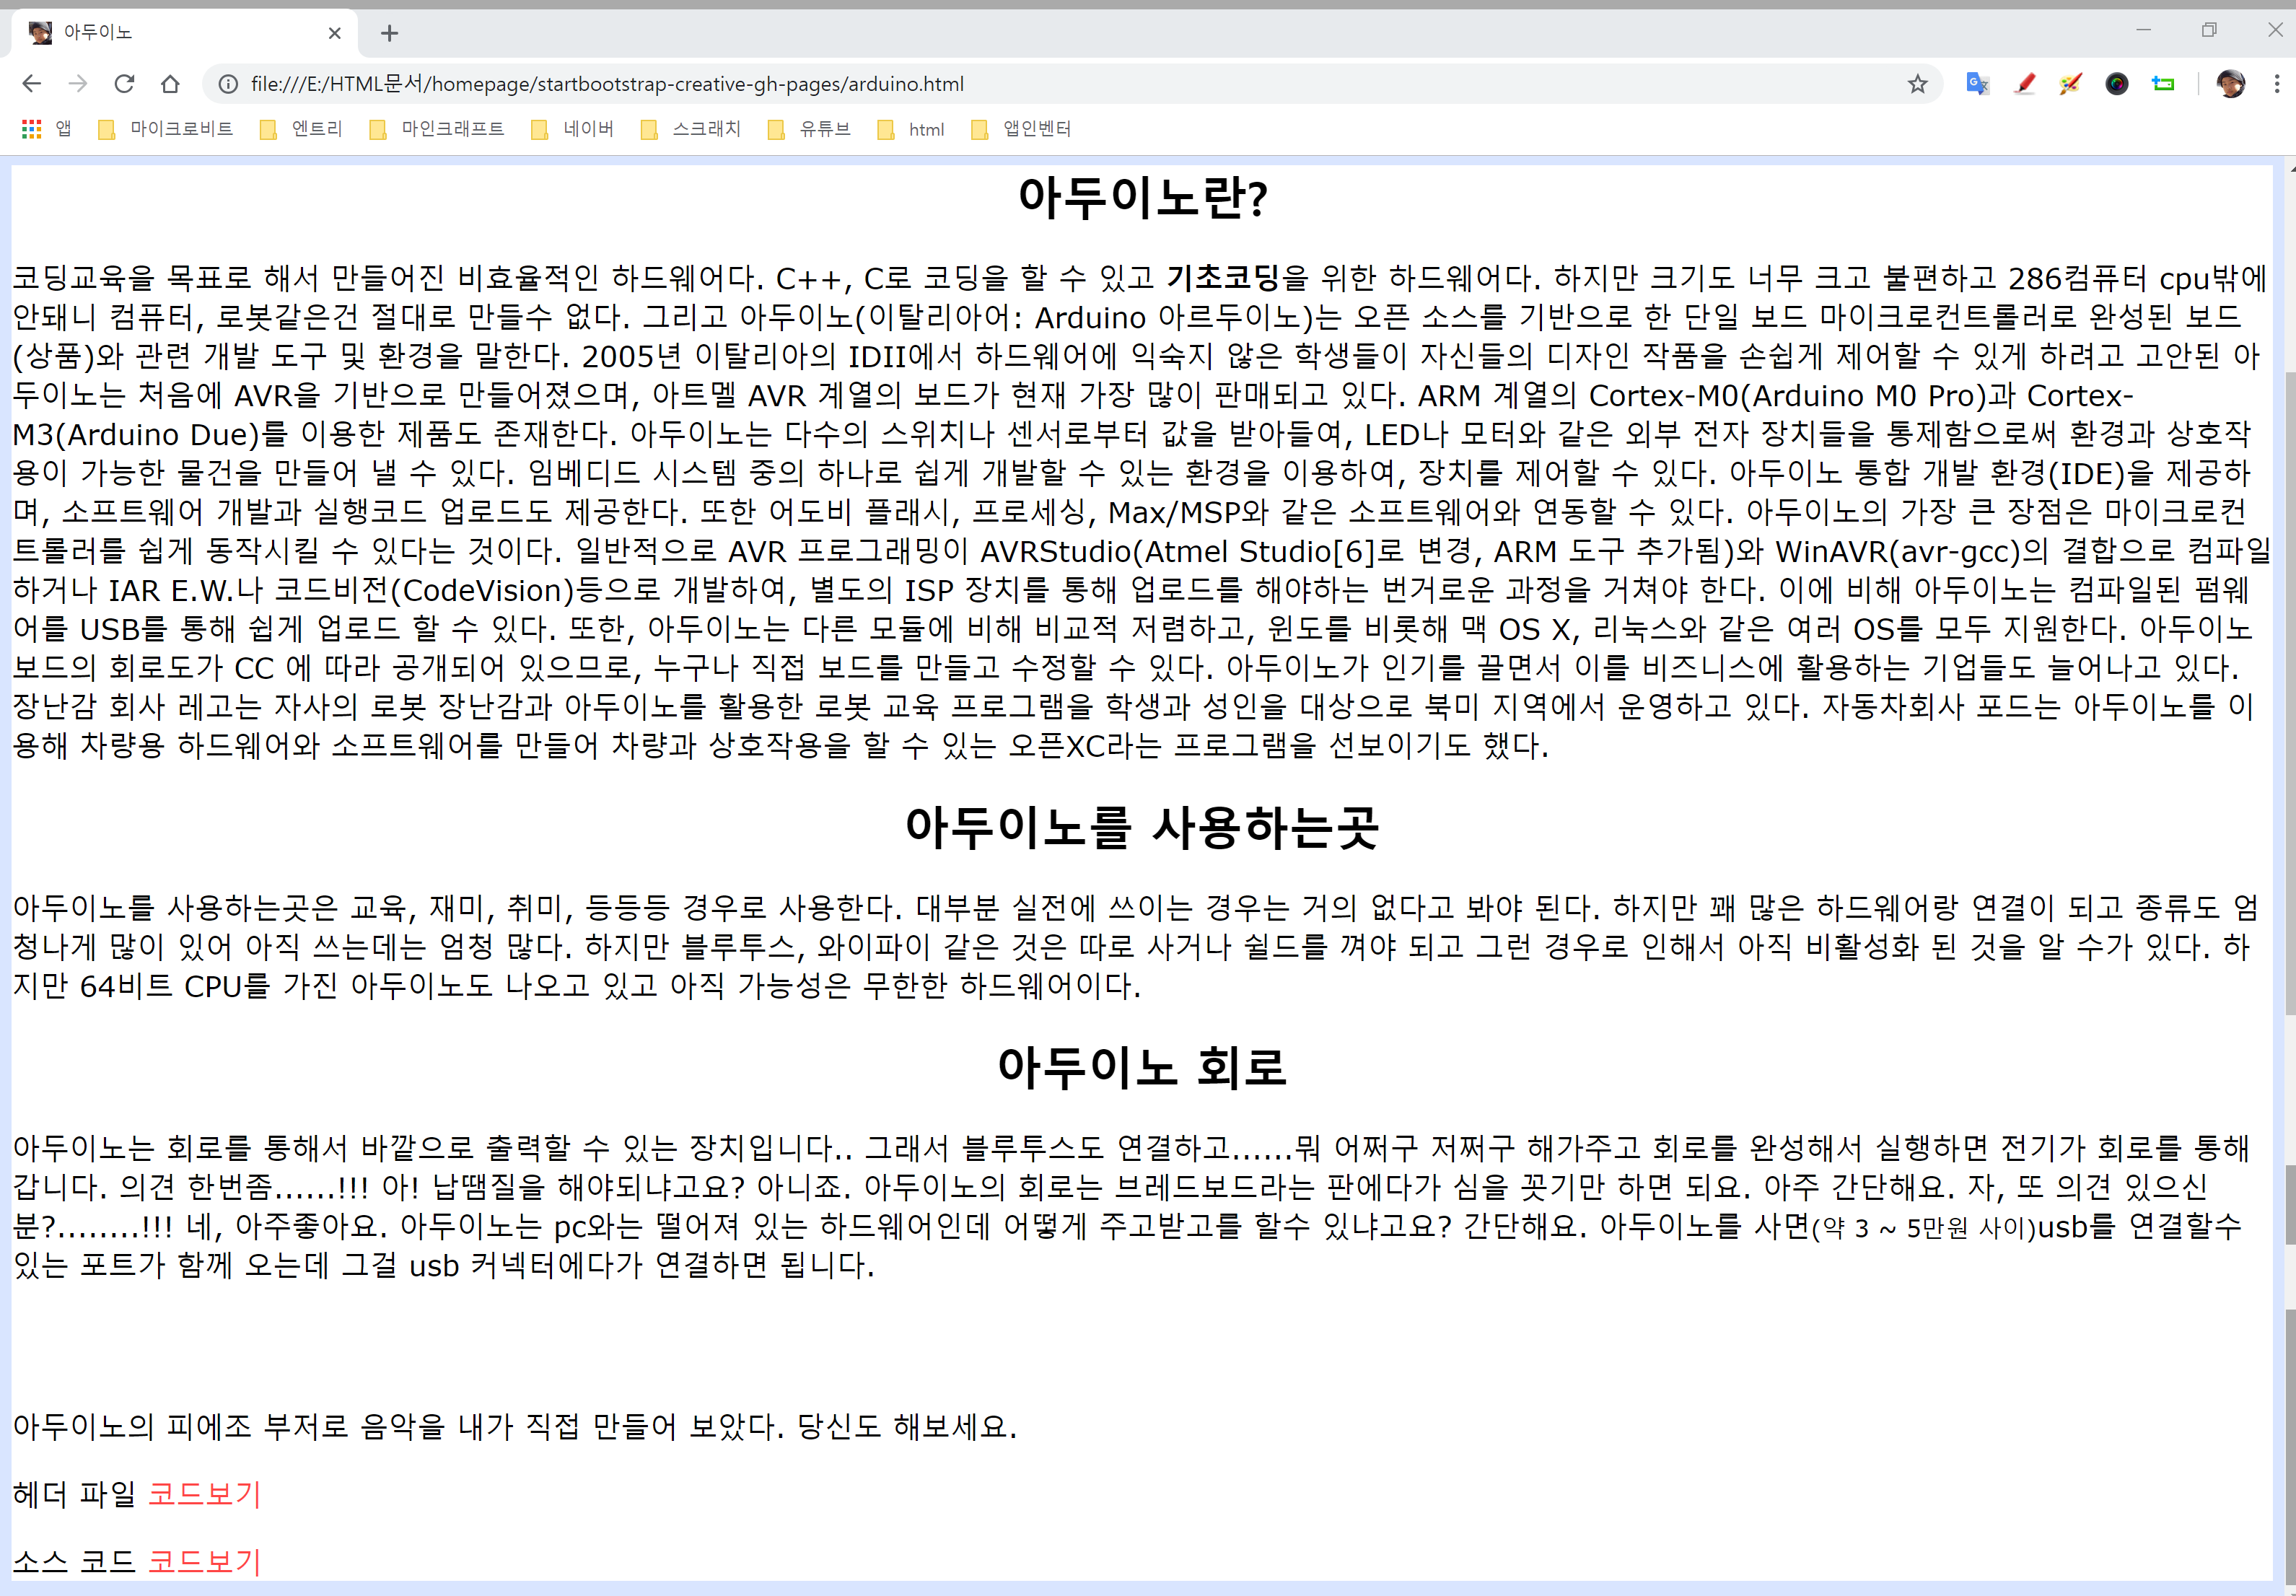 아두이노
file:///E:/HTML문서/homepage/startbootstrap-creative-gh-pages/arduino.html
앱 마이크로비트 엔트리 마인크래프트 네이버 스크래치 유튜브 html 앱인벤터
아두이노란?
코딩교육을 목표로 해서 만들어진 비효율적인 하드웨어다. C++, C로 코딩을 할 수 있고 기초코딩을 위한 하드웨어다. 하지만 크기도 너무 크고 불편하고 286컴퓨터 cpu밖에
안돼니 컴퓨터, 로봇같은건 절대로 만들수 없다. 그리고 아두이노(이탈리아어: Arduino 아르두이노)는 오픈 소스를 기반으로 한 단일 보드 마이크로컨트롤러로 완성된 보드
(상품)와 관련 개발 도구 및 환경을 말한다. 2005년 이탈리아의 IDII에서 하드웨어에 익숙지 않은 학생들이 자신들의 디자인 작품을 손쉽게 제어할 수 있게 하려고 고안된 아
두이노는 처음에 AVR을 기반으로 만들어졌으며, 아트멜 AVR 계열의 보드가 현재 가장 많이 판매되고 있다. ARM 계열의 Cortex-M0(Arduino M0 Pro)과 Cortex-
M3(Arduino Due)를 이용한 제품도 존재한다. 아두이노는 다수의 스위치나 센서로부터 값을 받아들여, LED나 모터와 같은 외부 전자 장치들을 통제함으로써 환경과 상호작
용이 가능한 물건을 만들어 낼 수 있다. 임베디드 시스템 중의 하나로 쉽게 개발할 수 있는 환경을 이용하여, 장치를 제어할 수 있다. 아두이노 통합 개발 환경(IDE)을 제공하
며, 소프트웨어 개발과 실행코드 업로드도 제공한다. 또한 어도비 플래시, 프로세싱, Max/MSP와 같은 소프트웨어와 연동할 수 있다. 아두이노의 가장 큰 장점은 마이크로컨
트롤러를 쉽게 동작시킬 수 있다는 것이다. 일반적으로 AVR 프로그래밍이 AVRStudio(Atmel Studio[6]로 변경, ARM 도구 추가됨)와 WinAVR(avr-gcc)의 결합으로 컴파일
하거나 IAR E.W.나 코드비전(CodeVision)등으로 개발하여, 별도의 ISP 장치를 통해 업로드를 해야하는 번거로운 과정을 거쳐야 한다. 이에 비해 아두이노는 컴파일된 펌웨
어를 USB를 통해 쉽게 업로드 할 수 있다. 또한, 아두이노는 다른 모듈에 비해 비교적 저렴하고, 윈도를 비롯해 맥 OS X, 리눅스와 같은 여러 OS를 모두 지원한다. 아두이노
보드의 회로도가 CC 에 따라 공개되어 있으므로, 누구나 직접 보드를 만들고 수정할 수 있다. 아두이노가 인기를 끌면서 이를 비즈니스에 활용하는 기업들도 늘어나고 있다.
장난감 회사 레고는 자사의 로봇 장난감과 아두이노를 활용한 로봇 교육 프로그램을 학생과 성인을 대상으로 북미 지역에서 운영하고 있다. 자동차회사 포드는 아두이노를 이
용해 차량용 하드웨어와 소프트웨어를 만들어 차량과 상호작용을 할 수 있는 오픈XC라는 프로그램을 선보이기도 했다.
아두이노를 사용하는곳
아두이노를 사용하는곳은 교육, 재미, 취미, 등등등 경우로 사용한다. 대부분 실전에 쓰이는 경우는 거의 없다고 봐야 된다. 하지만 꽤 많은 하드웨어랑 연결이 되고 종류도 엄
청나게 많이 있어 아직 쓰는데는 엄청 많다. 하지만 블루투스, 와이파이 같은 것은 따로 사거나 쉴드를 껴야 되고 그런 경우로 인해서 아직 비활성화 된 것을 알 수가 있다. 하
지만 64비트 CPU를 가진 아두이노도 나오고 있고 아직 가능성은 무한한 하드웨어이다.
아두이노 회로
아두이노는 회로를 통해서 바깥으로 출력할 수 있는 장치입니다.. 그래서 블루투스도 연결하고......뭐 어쩌구 저쩌구 해가주고 회로를 완성해서 실행하면 전기가 회로를 통해
갑니다. 의견 한번좀......!!! 아! 납땜질을 해야되냐고요? 아니죠. 아두이노의 회로는 브레드보드라는 판에다가 심을 꼿기만 하면 되요. 아주 간단해요. 자, 또 의견 있으신
분?........!!! 네, 아주좋아요. 아두이노는 pc와는 떨어져 있는 하드웨어인데 어떻게 주고받고를 할수 있냐고요? 간단해요. 아두이노를 사면(약 3 ~ 5만원 사이)usb를 연결할수
있는 포트가 함께 오는데 그걸 usb 커넥터에다가 연결하면 됩니다.
아두이노의 피에조 부저로 음악을 내가 직접 만들어 보았다. 당신도 해보세요.
헤더 파일 코드보기
소스 코드 코드보기